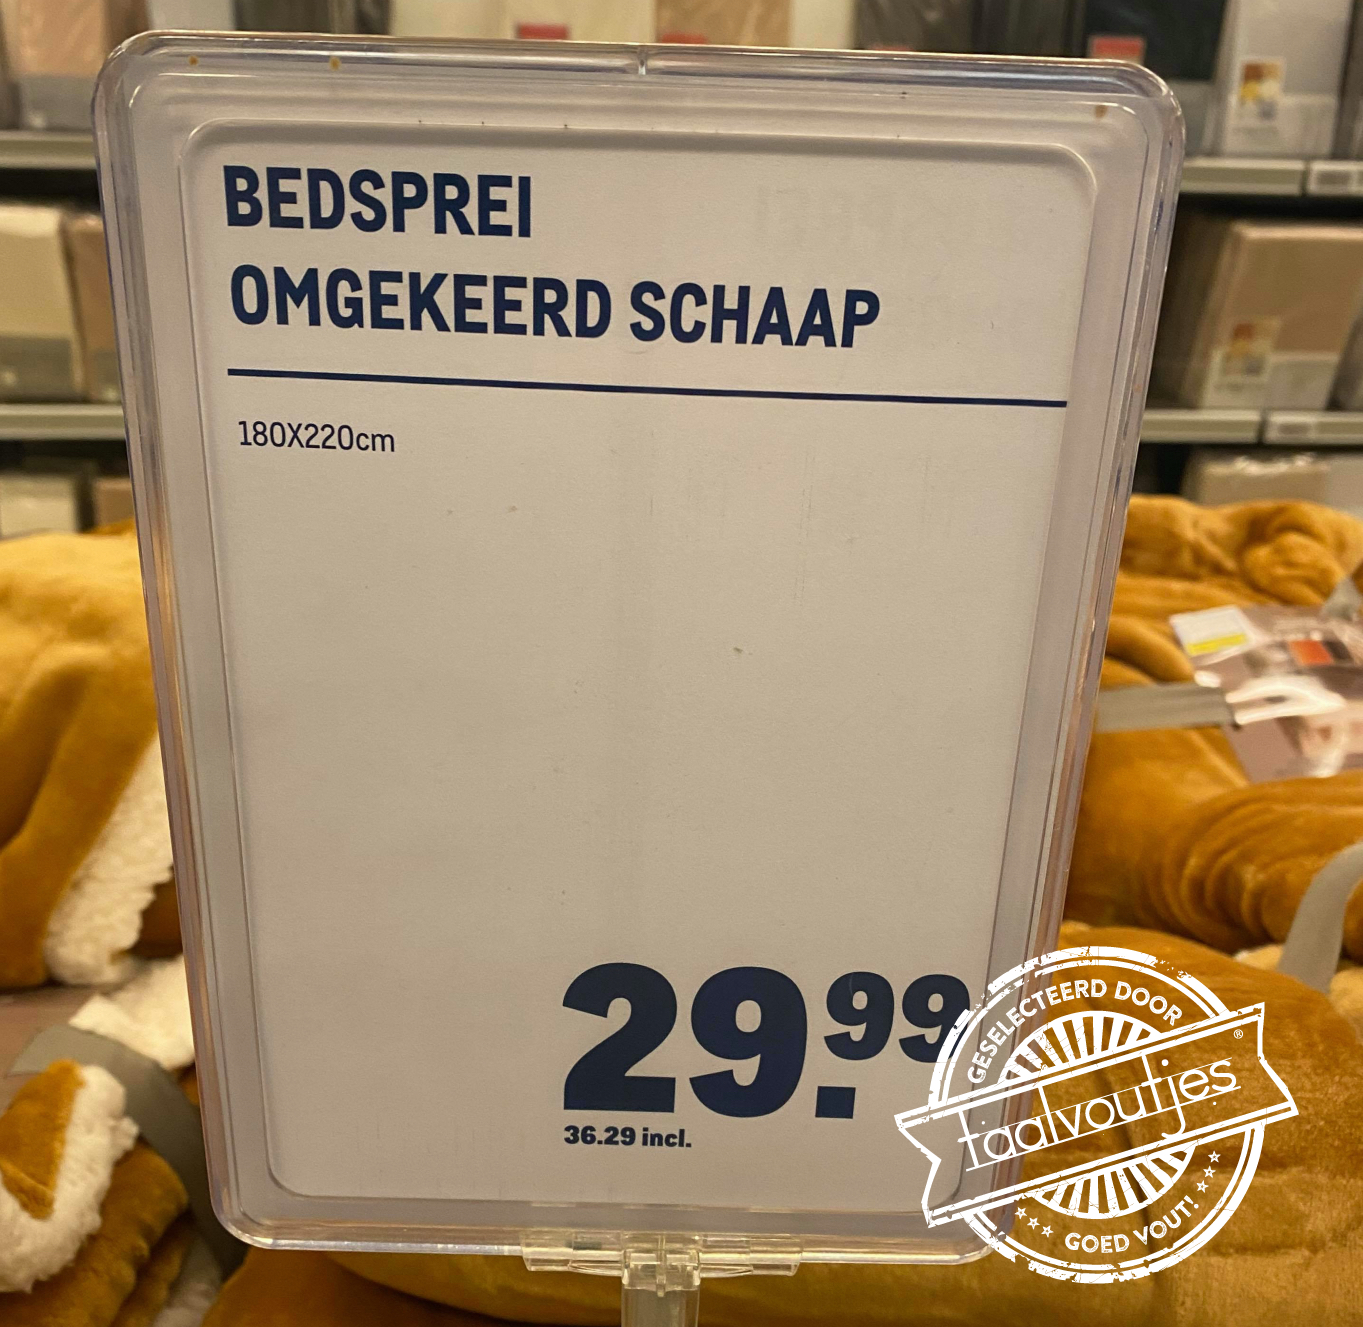 BEDSPREI
OMGEKEERD SCHAAP
180X220cm
29.99
36.29 incl.
GESELECTEERD DOOR
taalvoutjes®
GOED VOUT!